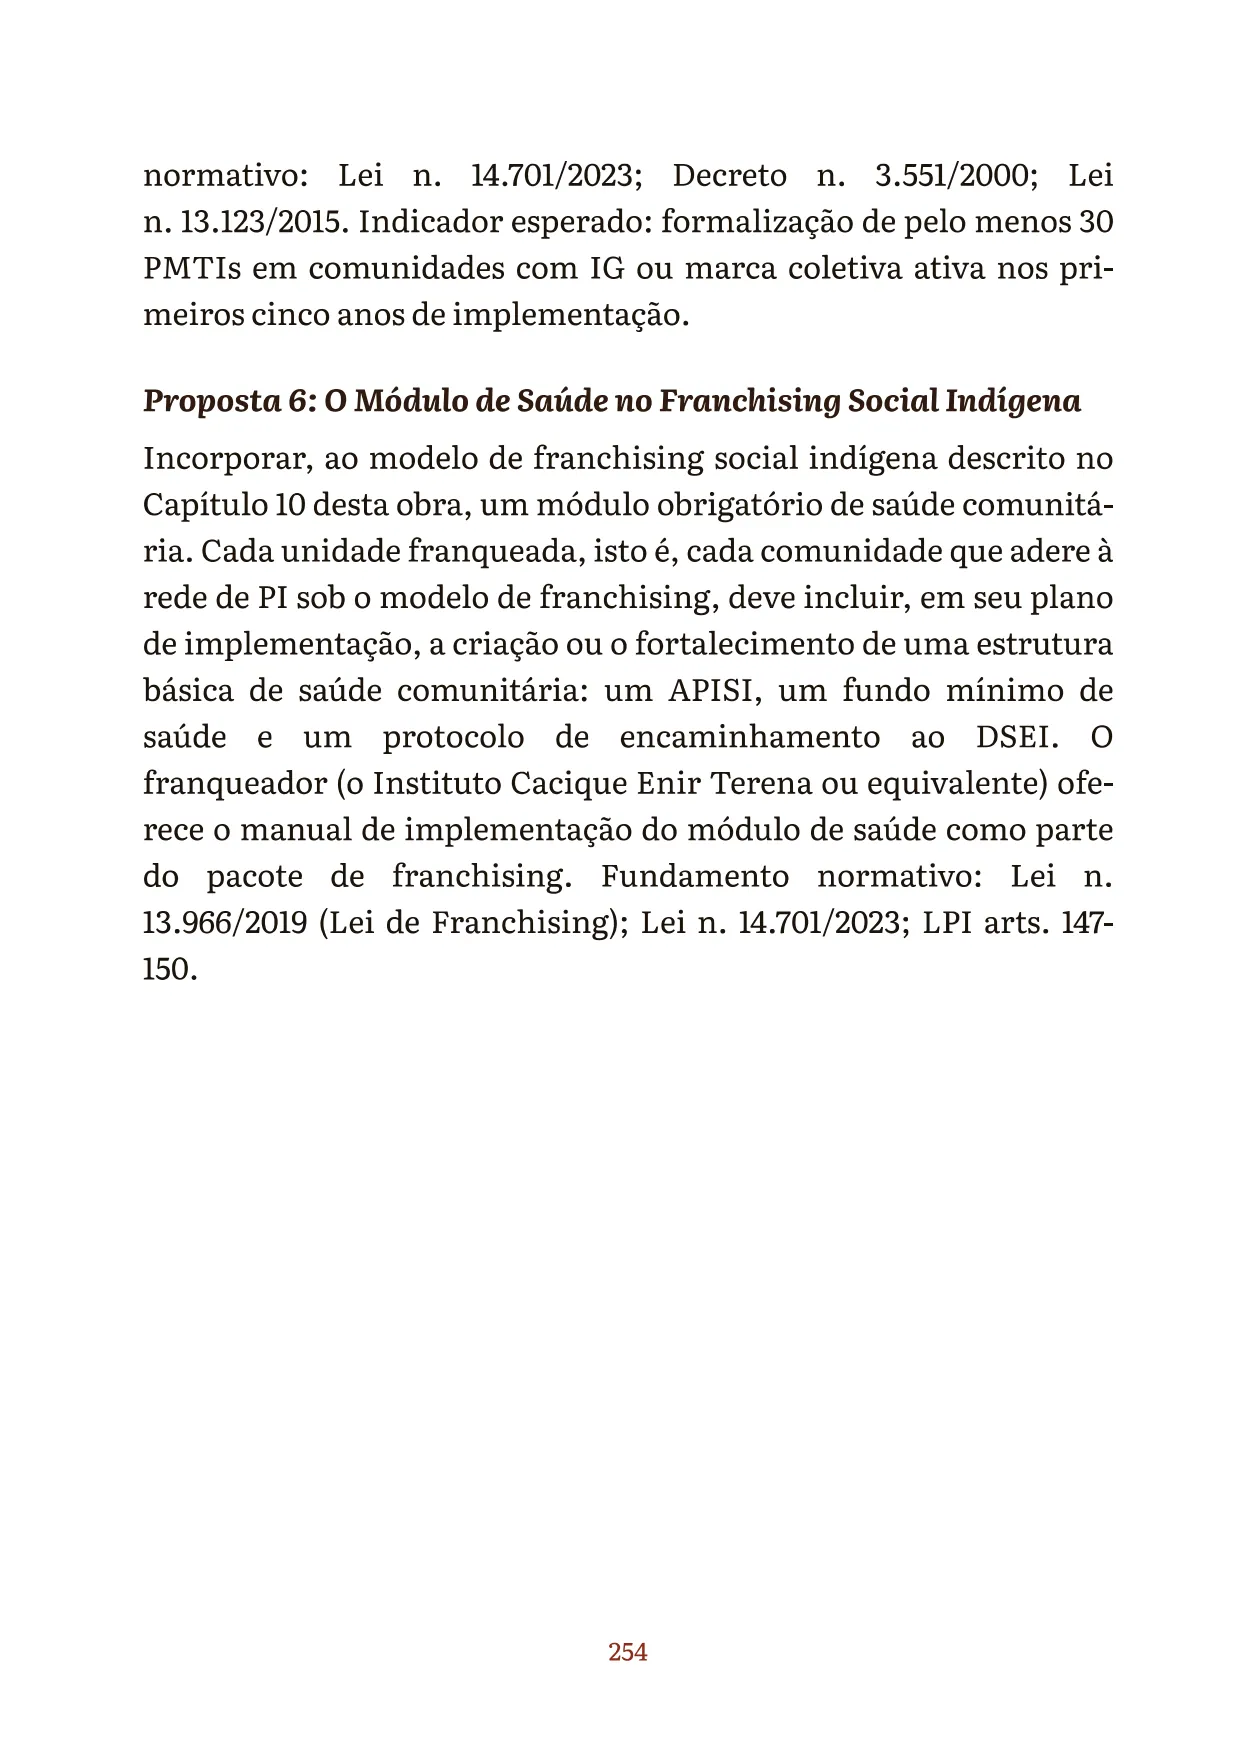 normativo: Lei n. 14.701/2023; Decreto n. 3.551/2000; Lei
n. 13.123/2015. Indicador esperado: formalização de pelo menos 30
PMTIs em comunidades com IG ou marca coletiva ativa nos pri-
meiros cinco anos de implementação.
Proposta 6: O Módulo de Saúde no Franchising Social Indígena
Incorporar, ao modelo de franchising social indígena descrito no
Capítulo 10 desta obra, um módulo obrigatório de saúde comunitá-
ria. Cada unidade franqueada, isto é, cada comunidade que adere à
rede de PI sob o modelo de franchising, deve incluir, em seu plano
de implementação, a criação ou o fortalecimento de uma estrutura
básica de saúde comunitária: um APISI, um fundo mínimo de
saúde e um protocolo de encaminhamento ao DSEI. O
franqueador (o Instituto Cacique Enir Terena ou equivalente) ofe-
rece o manual de implementação do módulo de saúde como parte
do pacote de franchising. Fundamento normativo: Lei n.
13.966/2019 (Lei de Franchising); Lei n. 14.701/2023; LPI arts. 147-
150.
254